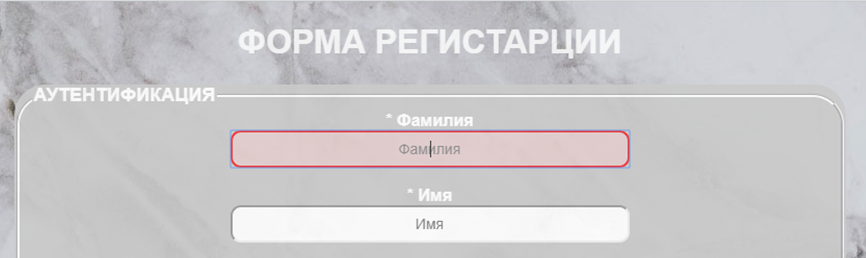 ФОРМА РЕГИСТАРЦИИ
АУТЕНТИФИКАЦИЯ
* Фамилия
Фамилия
* Имя
Имя